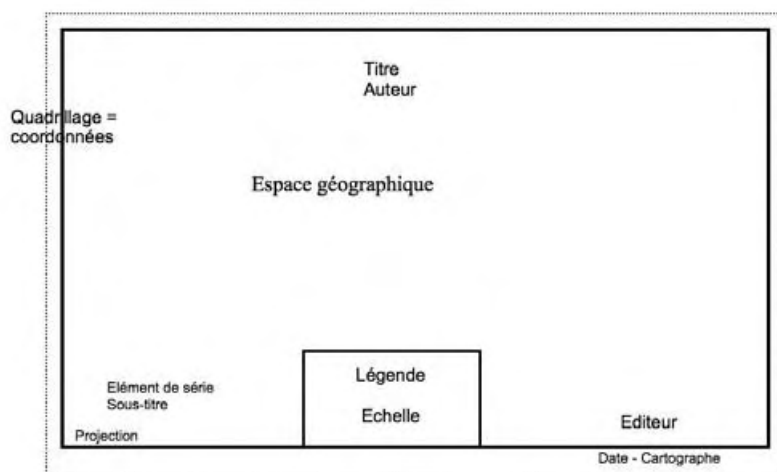 Titre
Auteur
Quadrillage =
coordonnées
Espace géographique
Elément de série
Sous-titre
Projection
Légende
Echelle
Editeur
Date - Cartographe